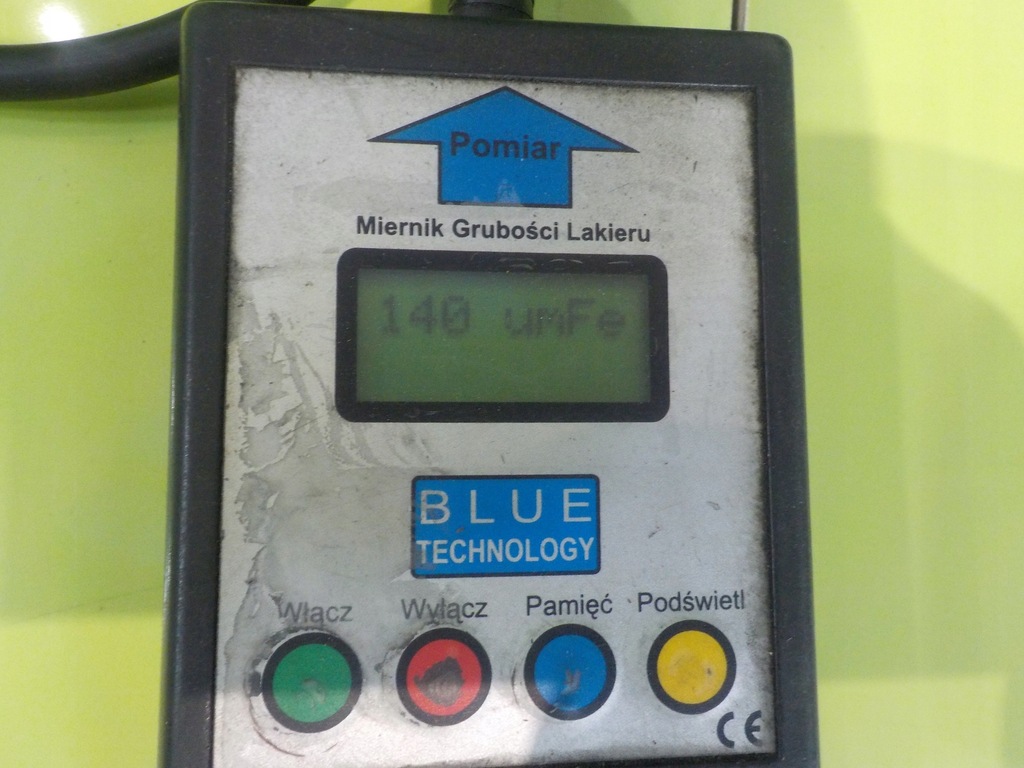 Pomiar
Miernik Grubości Lakieru
140 umFe
BLUE
TECHNOLOGY
Włącz Wyłącz Pamięć Podświetl
CE